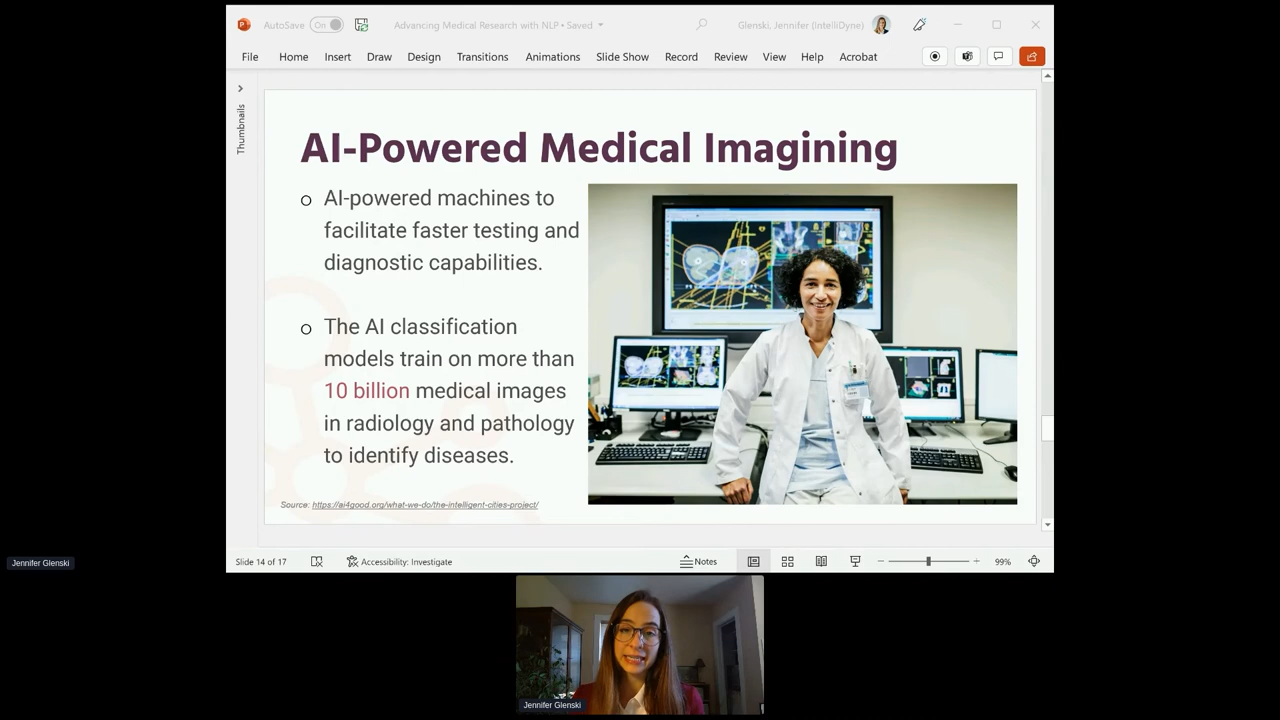 AutoSave On Advancing Medical Research with NLP • Saved Glenski, Jennifer (IntelliDyne)
File Home Insert Draw Design Transitions Animations Slide Show Record Review View Help Acrobat
Thumbnails
AI-Powered Medical Imagining
o AI-powered machines to
facilitate faster testing and
diagnostic capabilities.
o The AI classification
models train on more than
10 billion medical images
in radiology and pathology
to identify diseases.
Source: https://ai4good.org/what-we-do/the-intelligent-cities-project/
Slide 14 of 17 Accessibility: Investigate Notes 99%
Jennifer Glenski
Jennifer Glenski